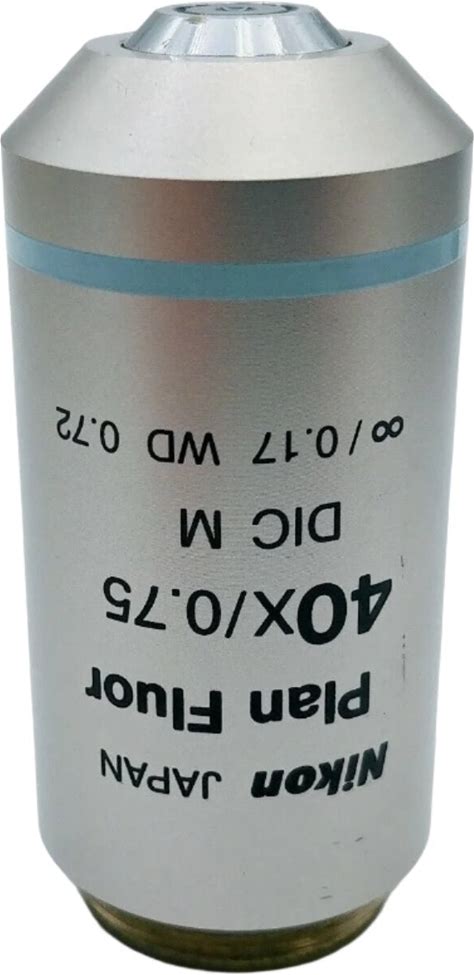 Nikon JAPAN
Plan Fluor
40x/0.75
DIC M
∞/0.17 WD 0.72